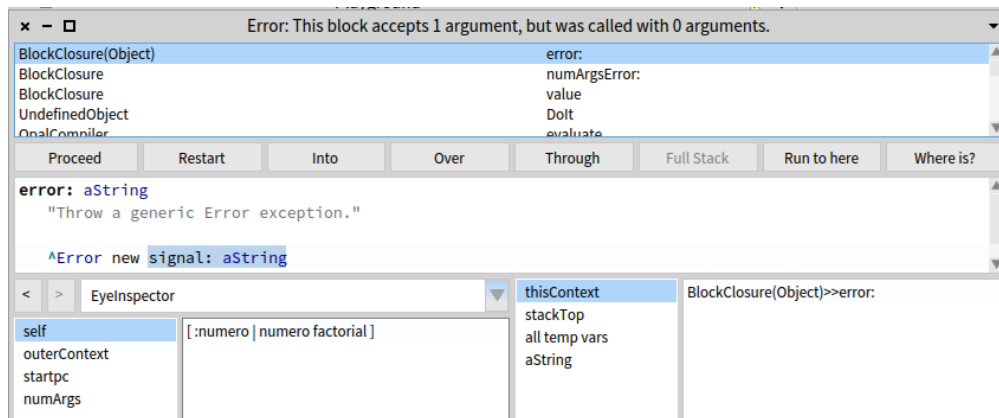 Playground
Error: This block accepts 1 argument, but was called with 0 arguments.
BlockClosure(Object) error:
BlockClosure numArgsError:
BlockClosure value
UndefinedObject DoIt
OpalCompiler evaluate
Proceed Restart Into Over Through Full Stack Run to here Where is?
error: aString
"Throw a generic Error exception."
^Error new signal: aString
< > EyeInspector
thisContext BlockClosure(Object)>>error:
stackTop
self [ :numero | numero factorial ]
all temp vars
outerContext
aString
startpc
numArgs